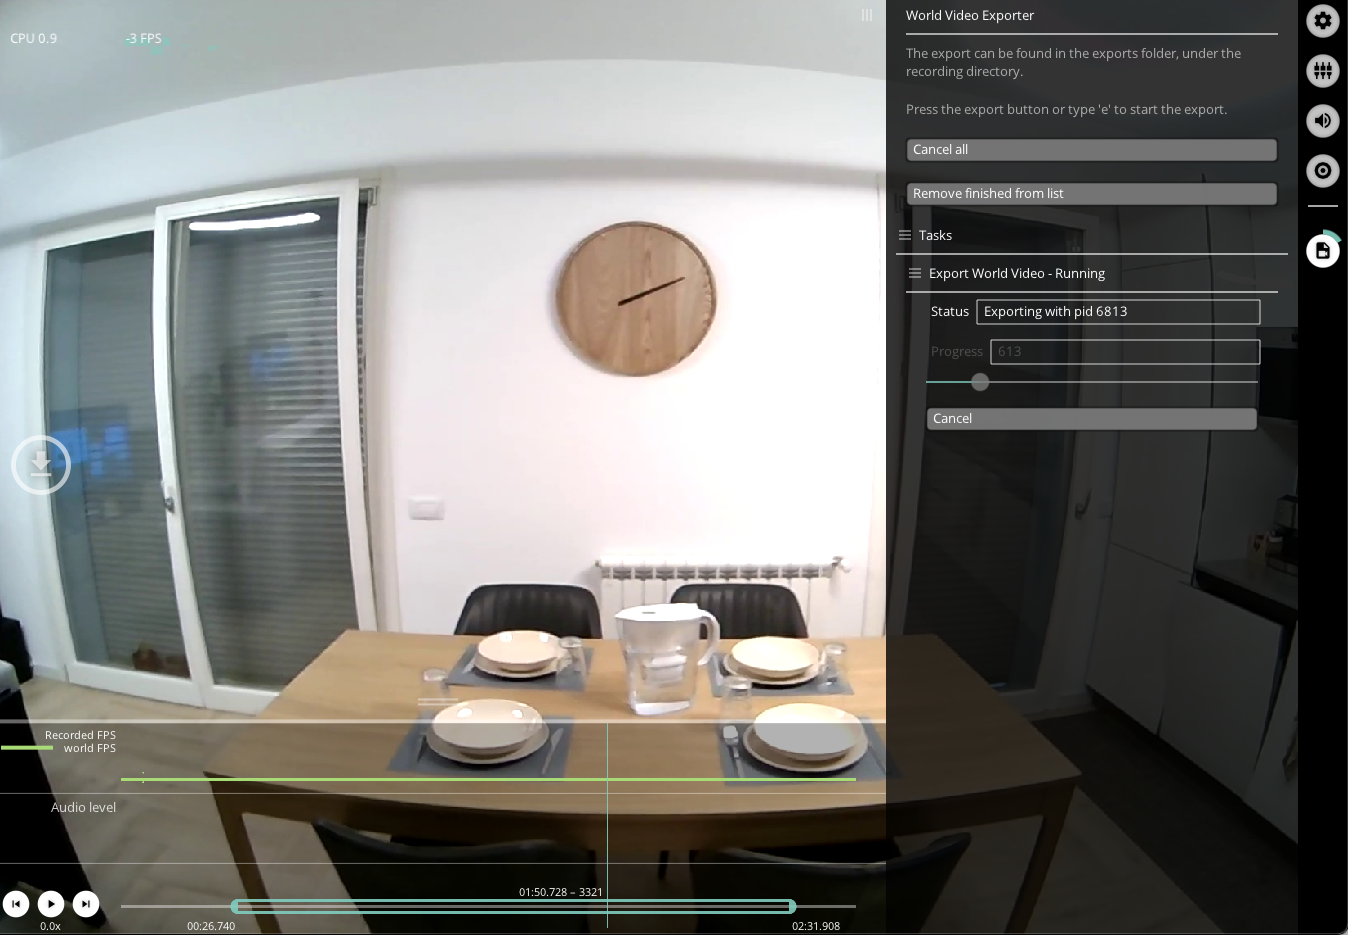 CPU 0.9
-3 FPS
World Video Exporter
The export can be found in the exports folder, under the
recording directory.
Press the export button or type 'e' to start the export.
Cancel all
Remove finished from list
Tasks
Export World Video - Running
Status
Exporting with pid 6813
Progress
613
Cancel
Recorded FPS
world FPS
Audio level
01:50.728 – 3321
0.0x
00:26.740
02:31.908